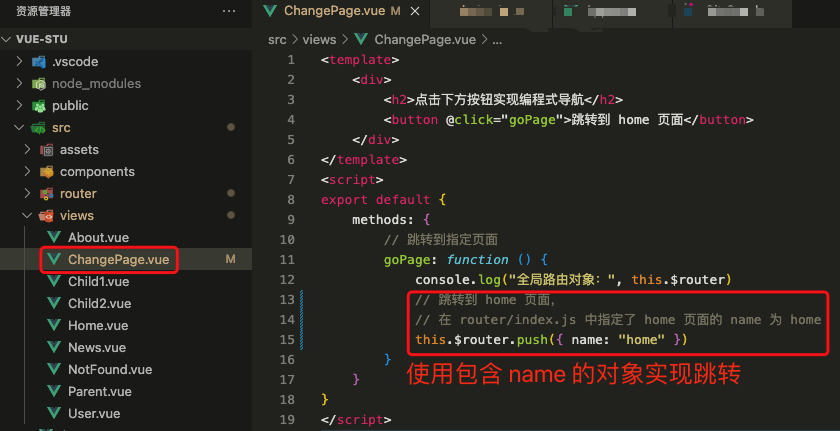 资源管理器
···
VUE-STU
.vscode
node_modules
public
src
assets
components
router
views
About.vue
ChangePage.vue
M
Child1.vue
Child2.vue
Home.vue
News.vue
NotFound.vue
Parent.vue
User.vue
ChangePage.vue M ×
src > views > ChangePage.vue > ...
1 <template>
2 <div>
3 <h2>点击下方按钮实现编程式导航</h2>
4 <button @click="goPage">跳转到 home 页面</button>
5 </div>
6 </template>
7 <script>
8 export default {
9 methods: {
10 // 跳转到指定页面
11 goPage: function () {
12 console.log("全局路由对象：", this.$router)
13 // 跳转到 home 页面,
14 // 在 router/index.js 中指定了 home 页面的 name 为 home
15 this.$router.push({ name: "home" })
16 }
17 }
18 }
19 </script>
使用包含 name 的对象实现跳转